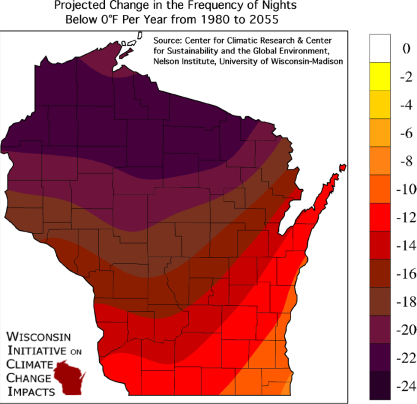 Projected Change in the Frequency of Nights
Below 0°F Per Year from 1980 to 2055
Source: Center for Climatic Research & Center
for Sustainability and the Global Environment,
Nelson Institute, University of Wisconsin-Madison
0
-2
-4
-6
-8
-10
-12
-14
-16
-18
-20
-22
-24
WISCONSIN
INITIATIVE ON
CLIMATE
CHANGE
IMPACTS